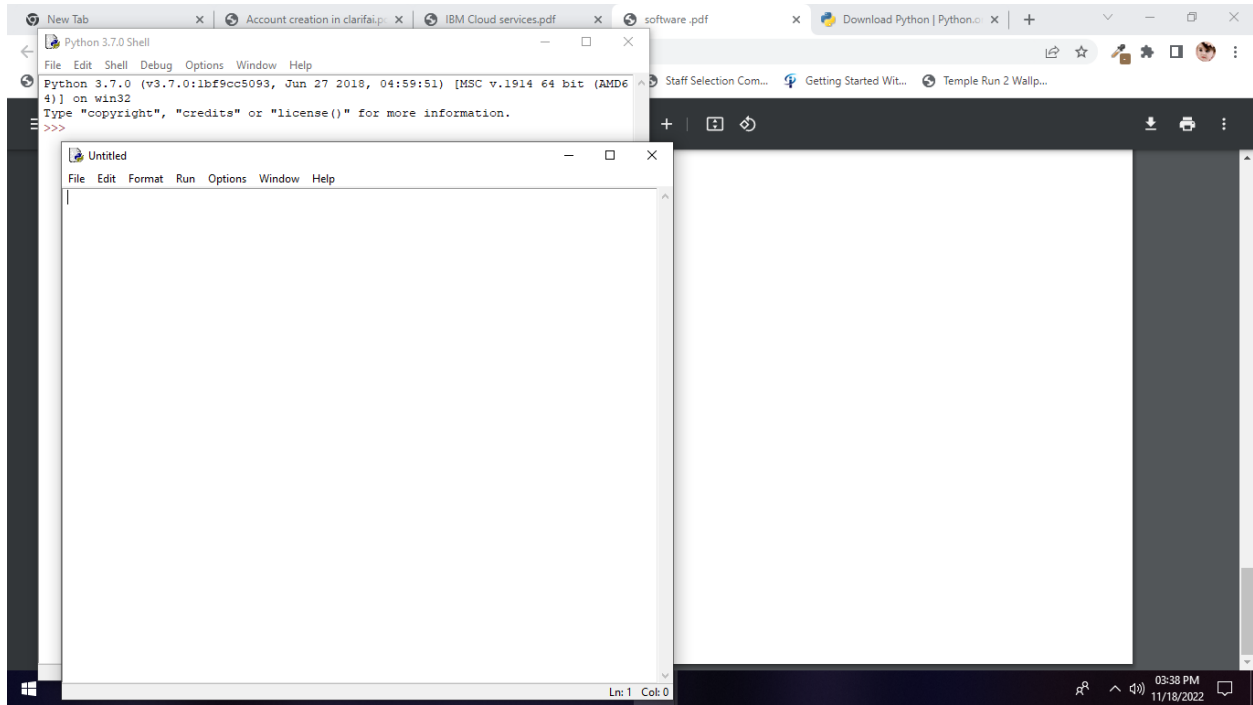 New Tab
Account creation in clarifai.pd
IBM Cloud services.pdf
software .pdf
Download Python | Python.o
Python 3.7.0 Shell
File Edit Shell Debug Options Window Help
Staff Selection Com...
Getting Started Wit...
Temple Run 2 Wallp...
Python 3.7.0 (v3.7.0:1bf9cc5093, Jun 27 2018, 04:59:51) [MSC v.1914 64 bit (AMD6
4)] on win32
Type "copyright", "credits" or "license()" for more information.
>>>
Untitled
File Edit Format Run Options Window Help
Ln: 1 Col: 0
03:38 PM
11/18/2022